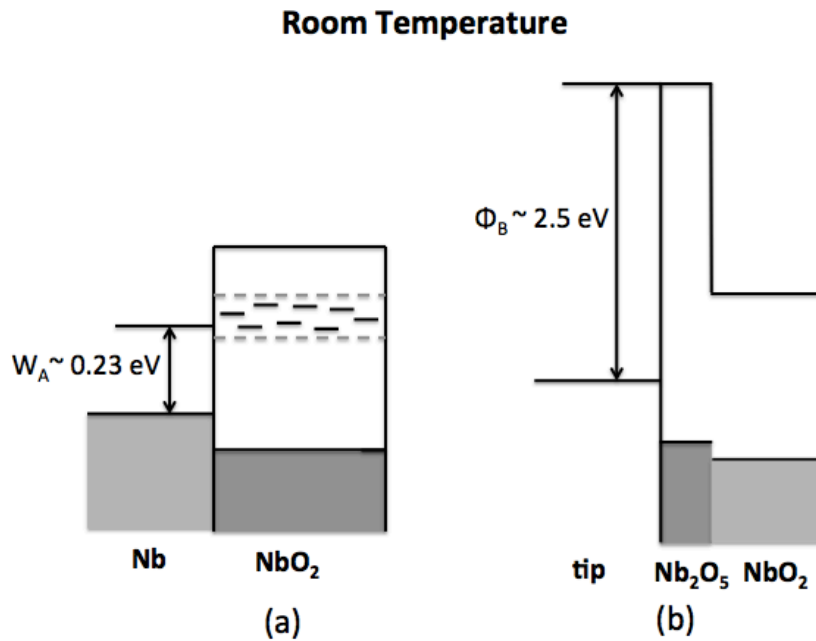 Room Temperature
Φ_B ~ 2.5 eV
W_A~ 0.23 eV
Nb
NbO₂
tip
Nb₂O₅
NbO₂
(a)
(b)